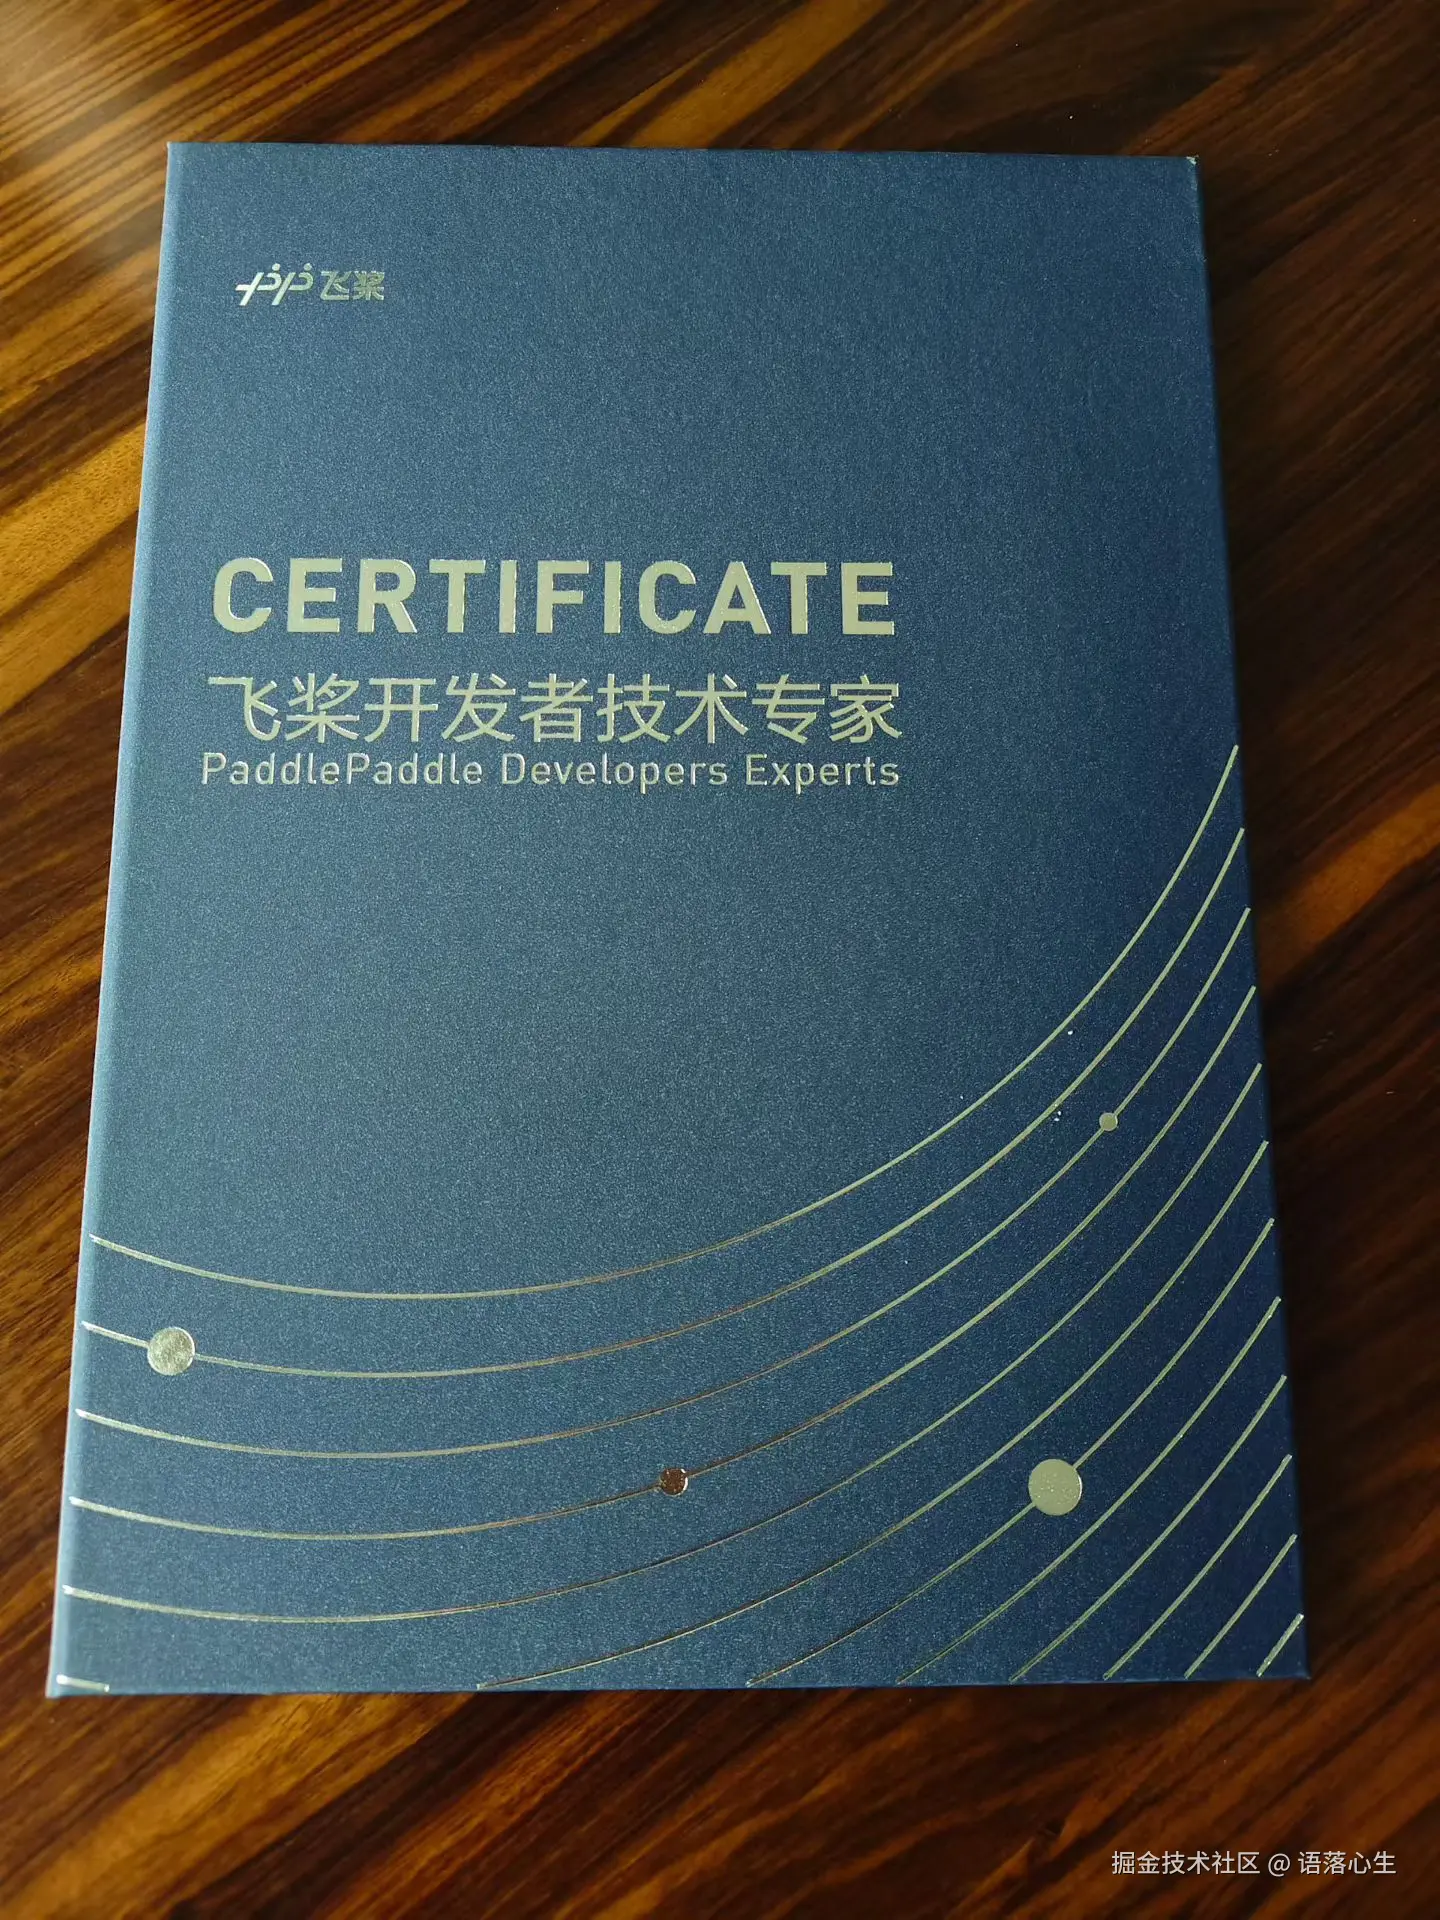 飞桨
CERTIFICATE
飞桨开发者技术专家
PaddlePaddle Developers Experts
掘金技术社区 @ 语落心生